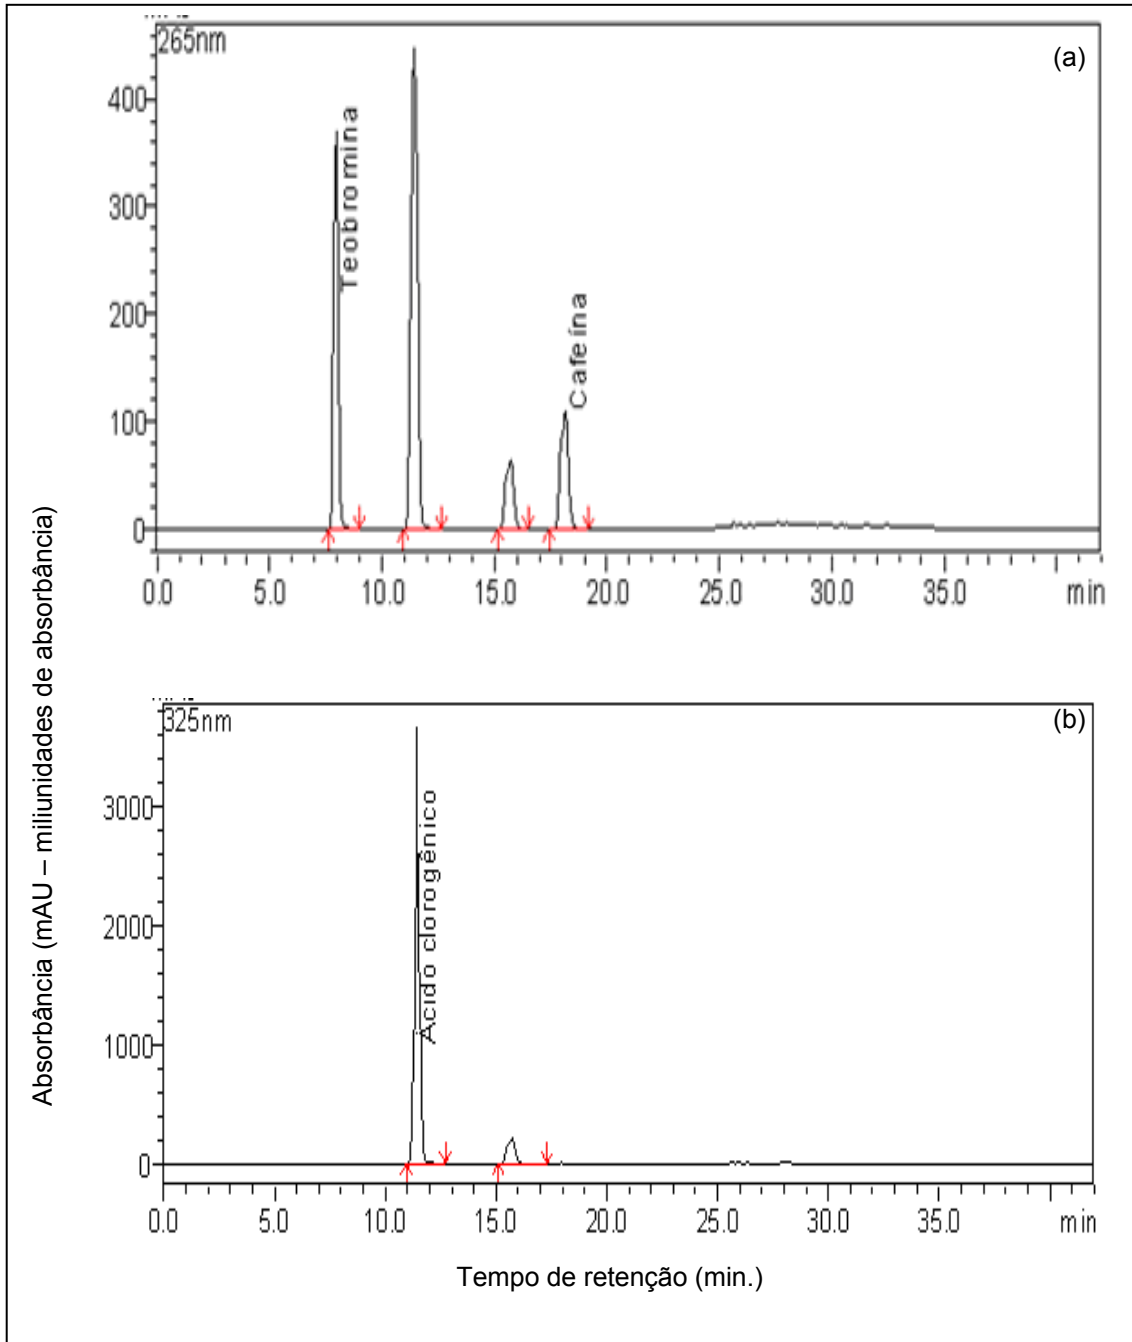 265nm
(a)
400
300
200
100
0
Teobromina
Cafeína
0.0 5.0 10.0 15.0 20.0 25.0 30.0 35.0 min
325nm
(b)
3000
2000
1000
0
Ácido clorogênico
0.0 5.0 10.0 15.0 20.0 25.0 30.0 35.0 min
Absorbância (mAU – miliunidades de absorbância)
Tempo de retenção (min.)